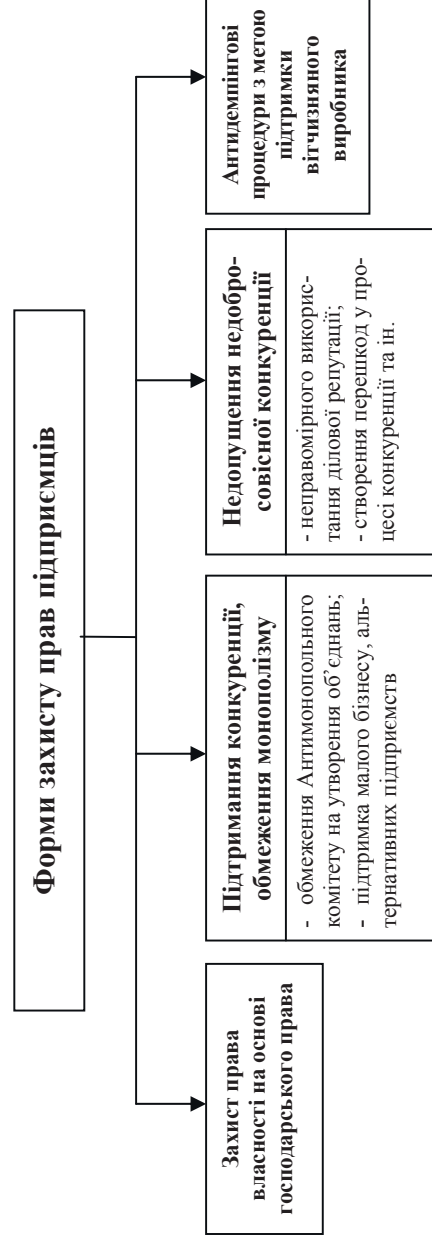 Форми захисту прав підприємців
Захист права
власності на основі
господарського права
Підтримання конкуренції,
обмеження монополізму
- обмеження Антимонопольного
комітету на утворення об’єднань;
- підтримка малого бізнесу, аль-
тернативних підприємств
Недопущення недобро-
совісної конкуренції
- неправомірного викорис-
тання ділової репутації;
- створення перешкод у про-
цесі конкуренції та ін.
Антидемпінгові
процедури з метою
підтримки
вітчизняного
виробника